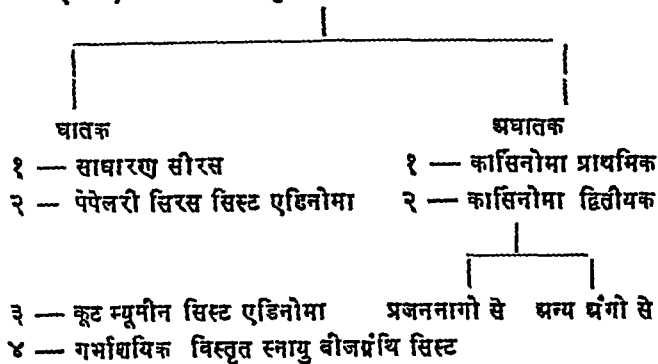 घातक
अघातक
१ — साधारण सीरस
१ — कार्सिनोमा प्राथमिक
२ — पेपेलरी सिरस सिस्ट एडिनोमा
२ — कार्सिनोमा द्वितीयक
३ — कूट म्यूमीन सिस्ट एडिनोमा
प्रजननागो से
अन्य अंगो से
४ — गर्भाशयिक विस्तृत स्नायु बीजग्रंथि सिस्ट